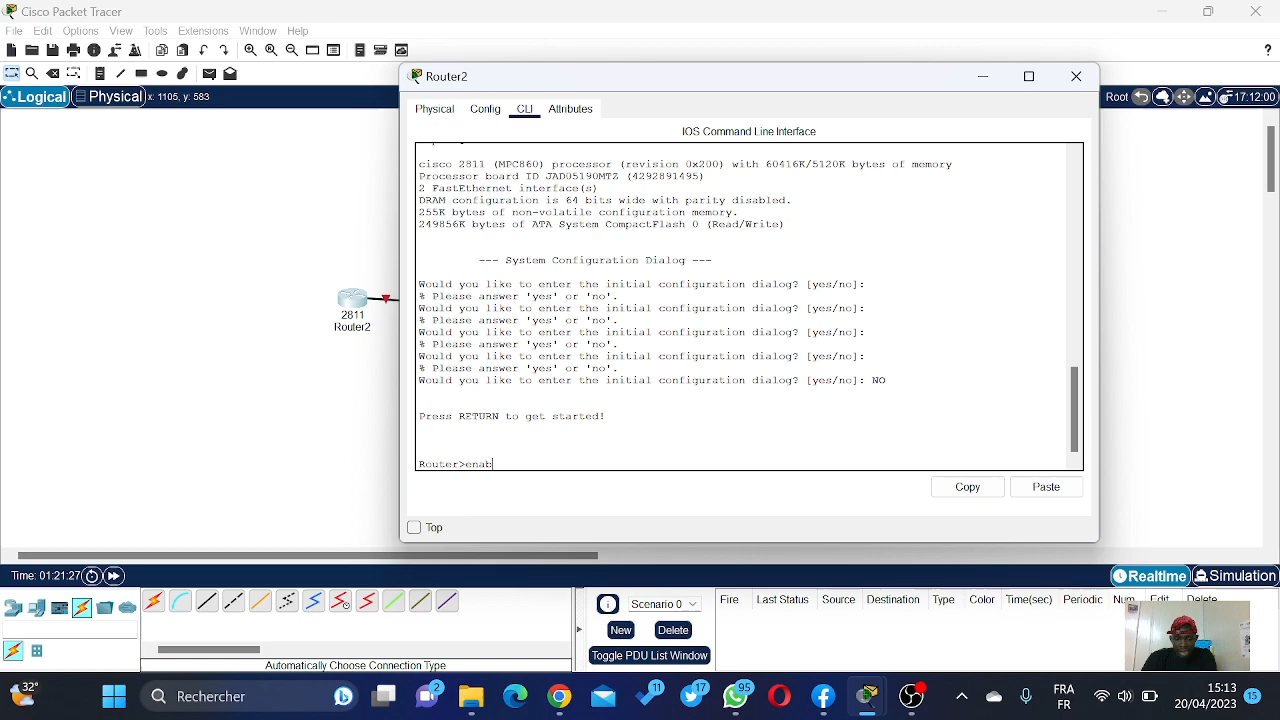 Cisco Packet Tracer
File Edit Options View Tools Extensions Window Help
?
Logical Physical x: 1105, y: 583
Root 17:12:00
Router2
Physical Config CLI Attributes
IOS Command Line Interface
cisco 2811 (MPC860) processor (revision 0x200) with 60416K/5120K bytes of memory
Processor board ID JAD05190MTZ (4292891495)
2 FastEthernet interface(s)
DRAM configuration is 64 bits wide with parity disabled.
255K bytes of non-volatile configuration memory.
249856K bytes of ATA System CompactFlash 0 (Read/Write)
--- System Configuration Dialog ---
Would you like to enter the initial configuration dialog? [yes/no]:
% Please answer 'yes' or 'no'.
Would you like to enter the initial configuration dialog? [yes/no]:
% Please answer 'yes' or 'no'.
Would you like to enter the initial configuration dialog? [yes/no]:
% Please answer 'yes' or 'no'.
Would you like to enter the initial configuration dialog? [yes/no]:
% Please answer 'yes' or 'no'.
Would you like to enter the initial configuration dialog? [yes/no]: NO
Press RETURN to get started!
Router>enab
Copy Paste
Top
2811
Router2
Time: 01:21:27
Realtime Simulation
Scenario 0
New Delete
Toggle PDU List Window
Fire Last Status Source Destination Type Color Time(sec) Periodic Num Edit Delete
Automatically Choose Connection Type
32°
Rechercher
2
11
17
95
FRA
FR
15:13
20/04/2023
15